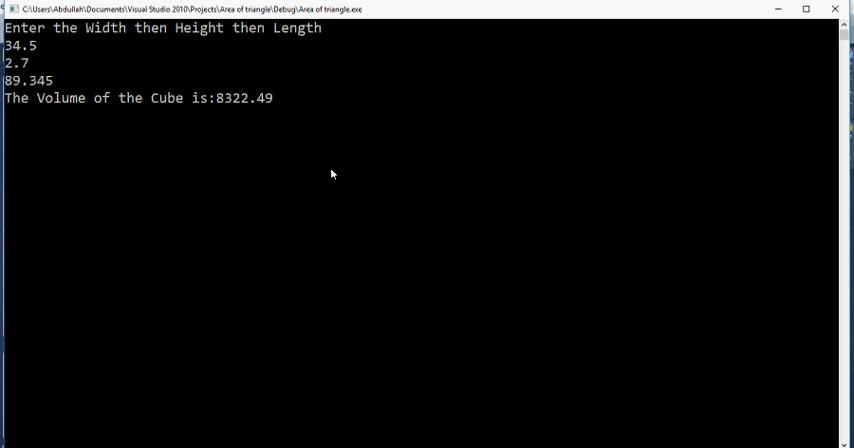 C:\Users\Abdullah\Documents\Visual Studio 2010\Projects\Area of triangle\Debug\Area of triangle.exe
Enter the Width then Height then Length
34.5
2.7
89.345
The Volume of the Cube is:8322.49